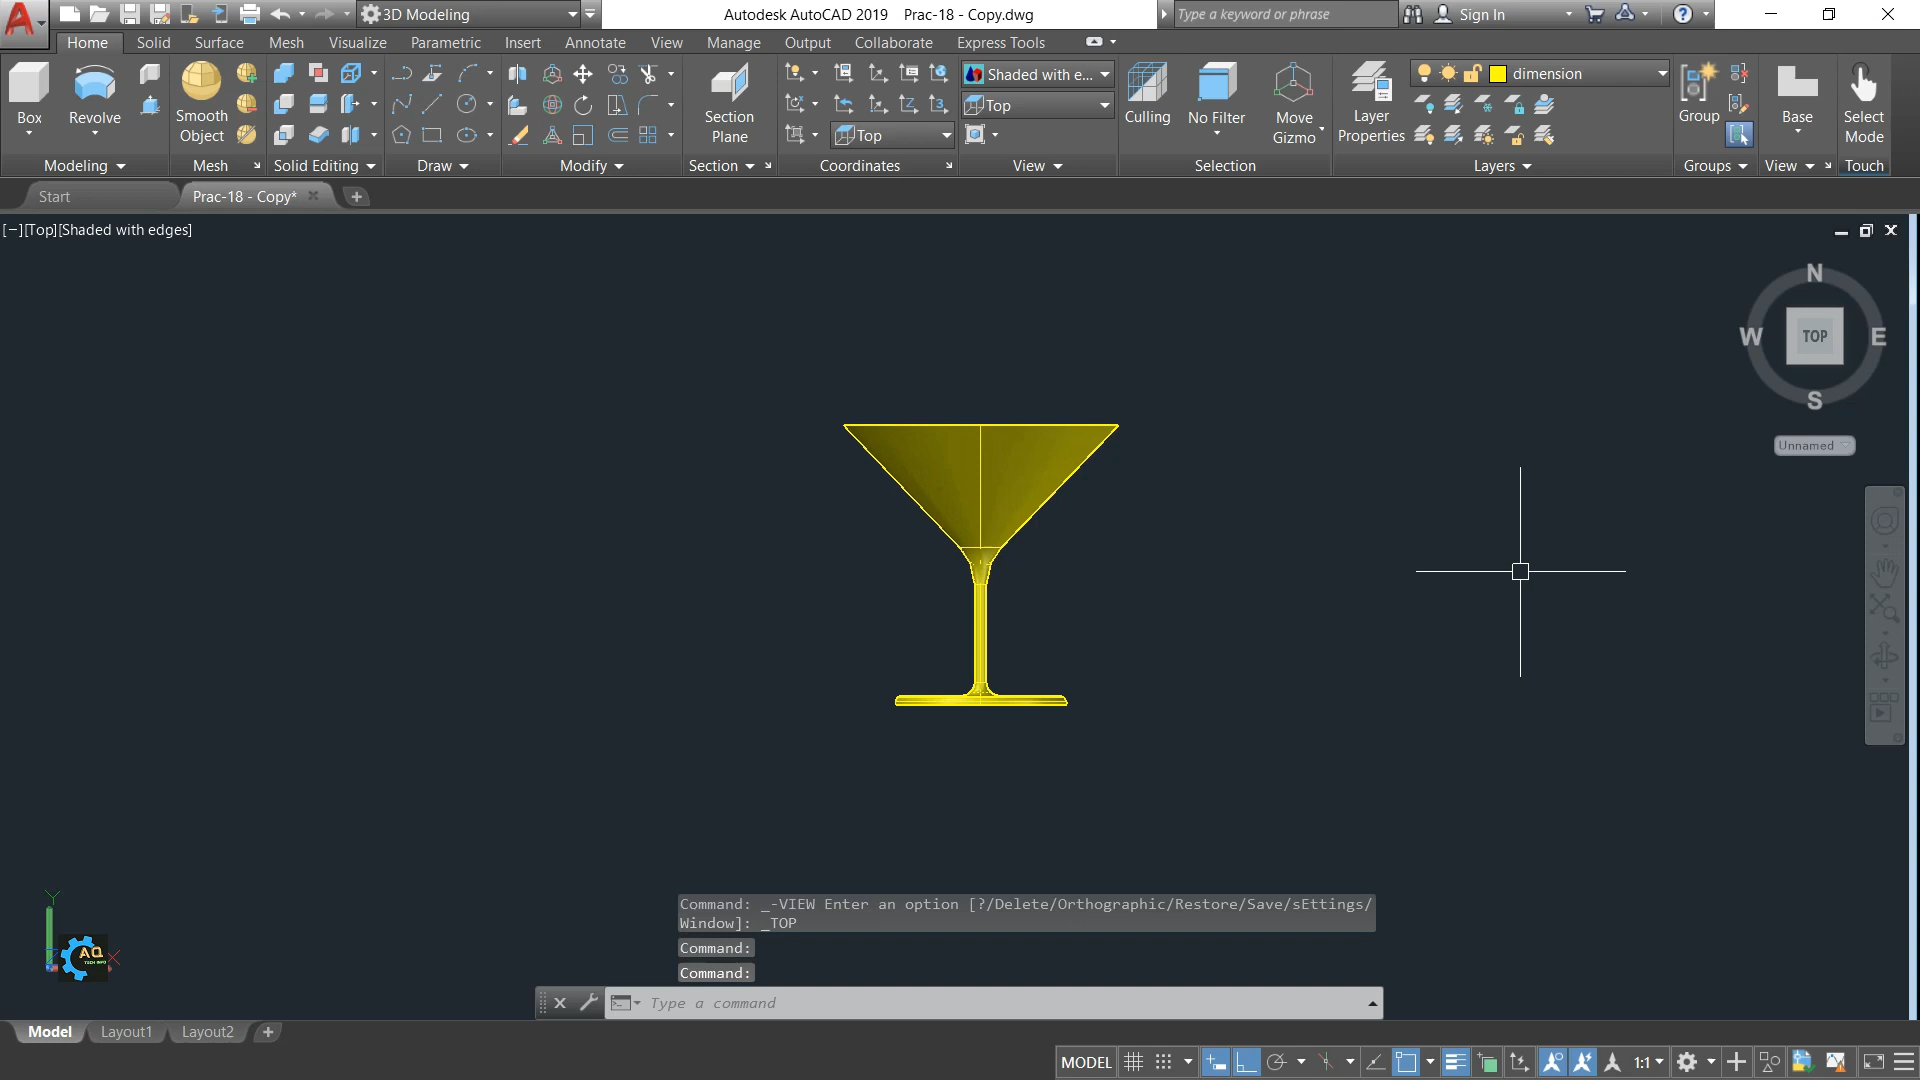 3D Modeling
Autodesk AutoCAD 2019 Prac-18 - Copy.dwg
Type a keyword or phrase
Sign In
Home Solid Surface Mesh Visualize Parametric Insert Annotate View Manage Output Collaborate Express Tools
Box
Revolve
Smooth
Object
Section
Plane
Top
Shaded with e...
Top
Culling
No Filter
Move
Gizmo
Layer
Properties
dimension
Group
Base
Select
Mode
Modeling Mesh Solid Editing Draw Modify Section Coordinates View Selection Layers Groups View Touch
Start
Prac-18 - Copy*
[−][Top][Shaded with edges]
N
W TOP E
S
Unnamed
Y
X
AQ
TECH INFO
Command: _-VIEW Enter an option [?/Delete/Orthographic/Restore/Save/sEttings/
Window]: _TOP
Command:
Command:
Type a command
Model Layout1 Layout2
MODEL
1:1